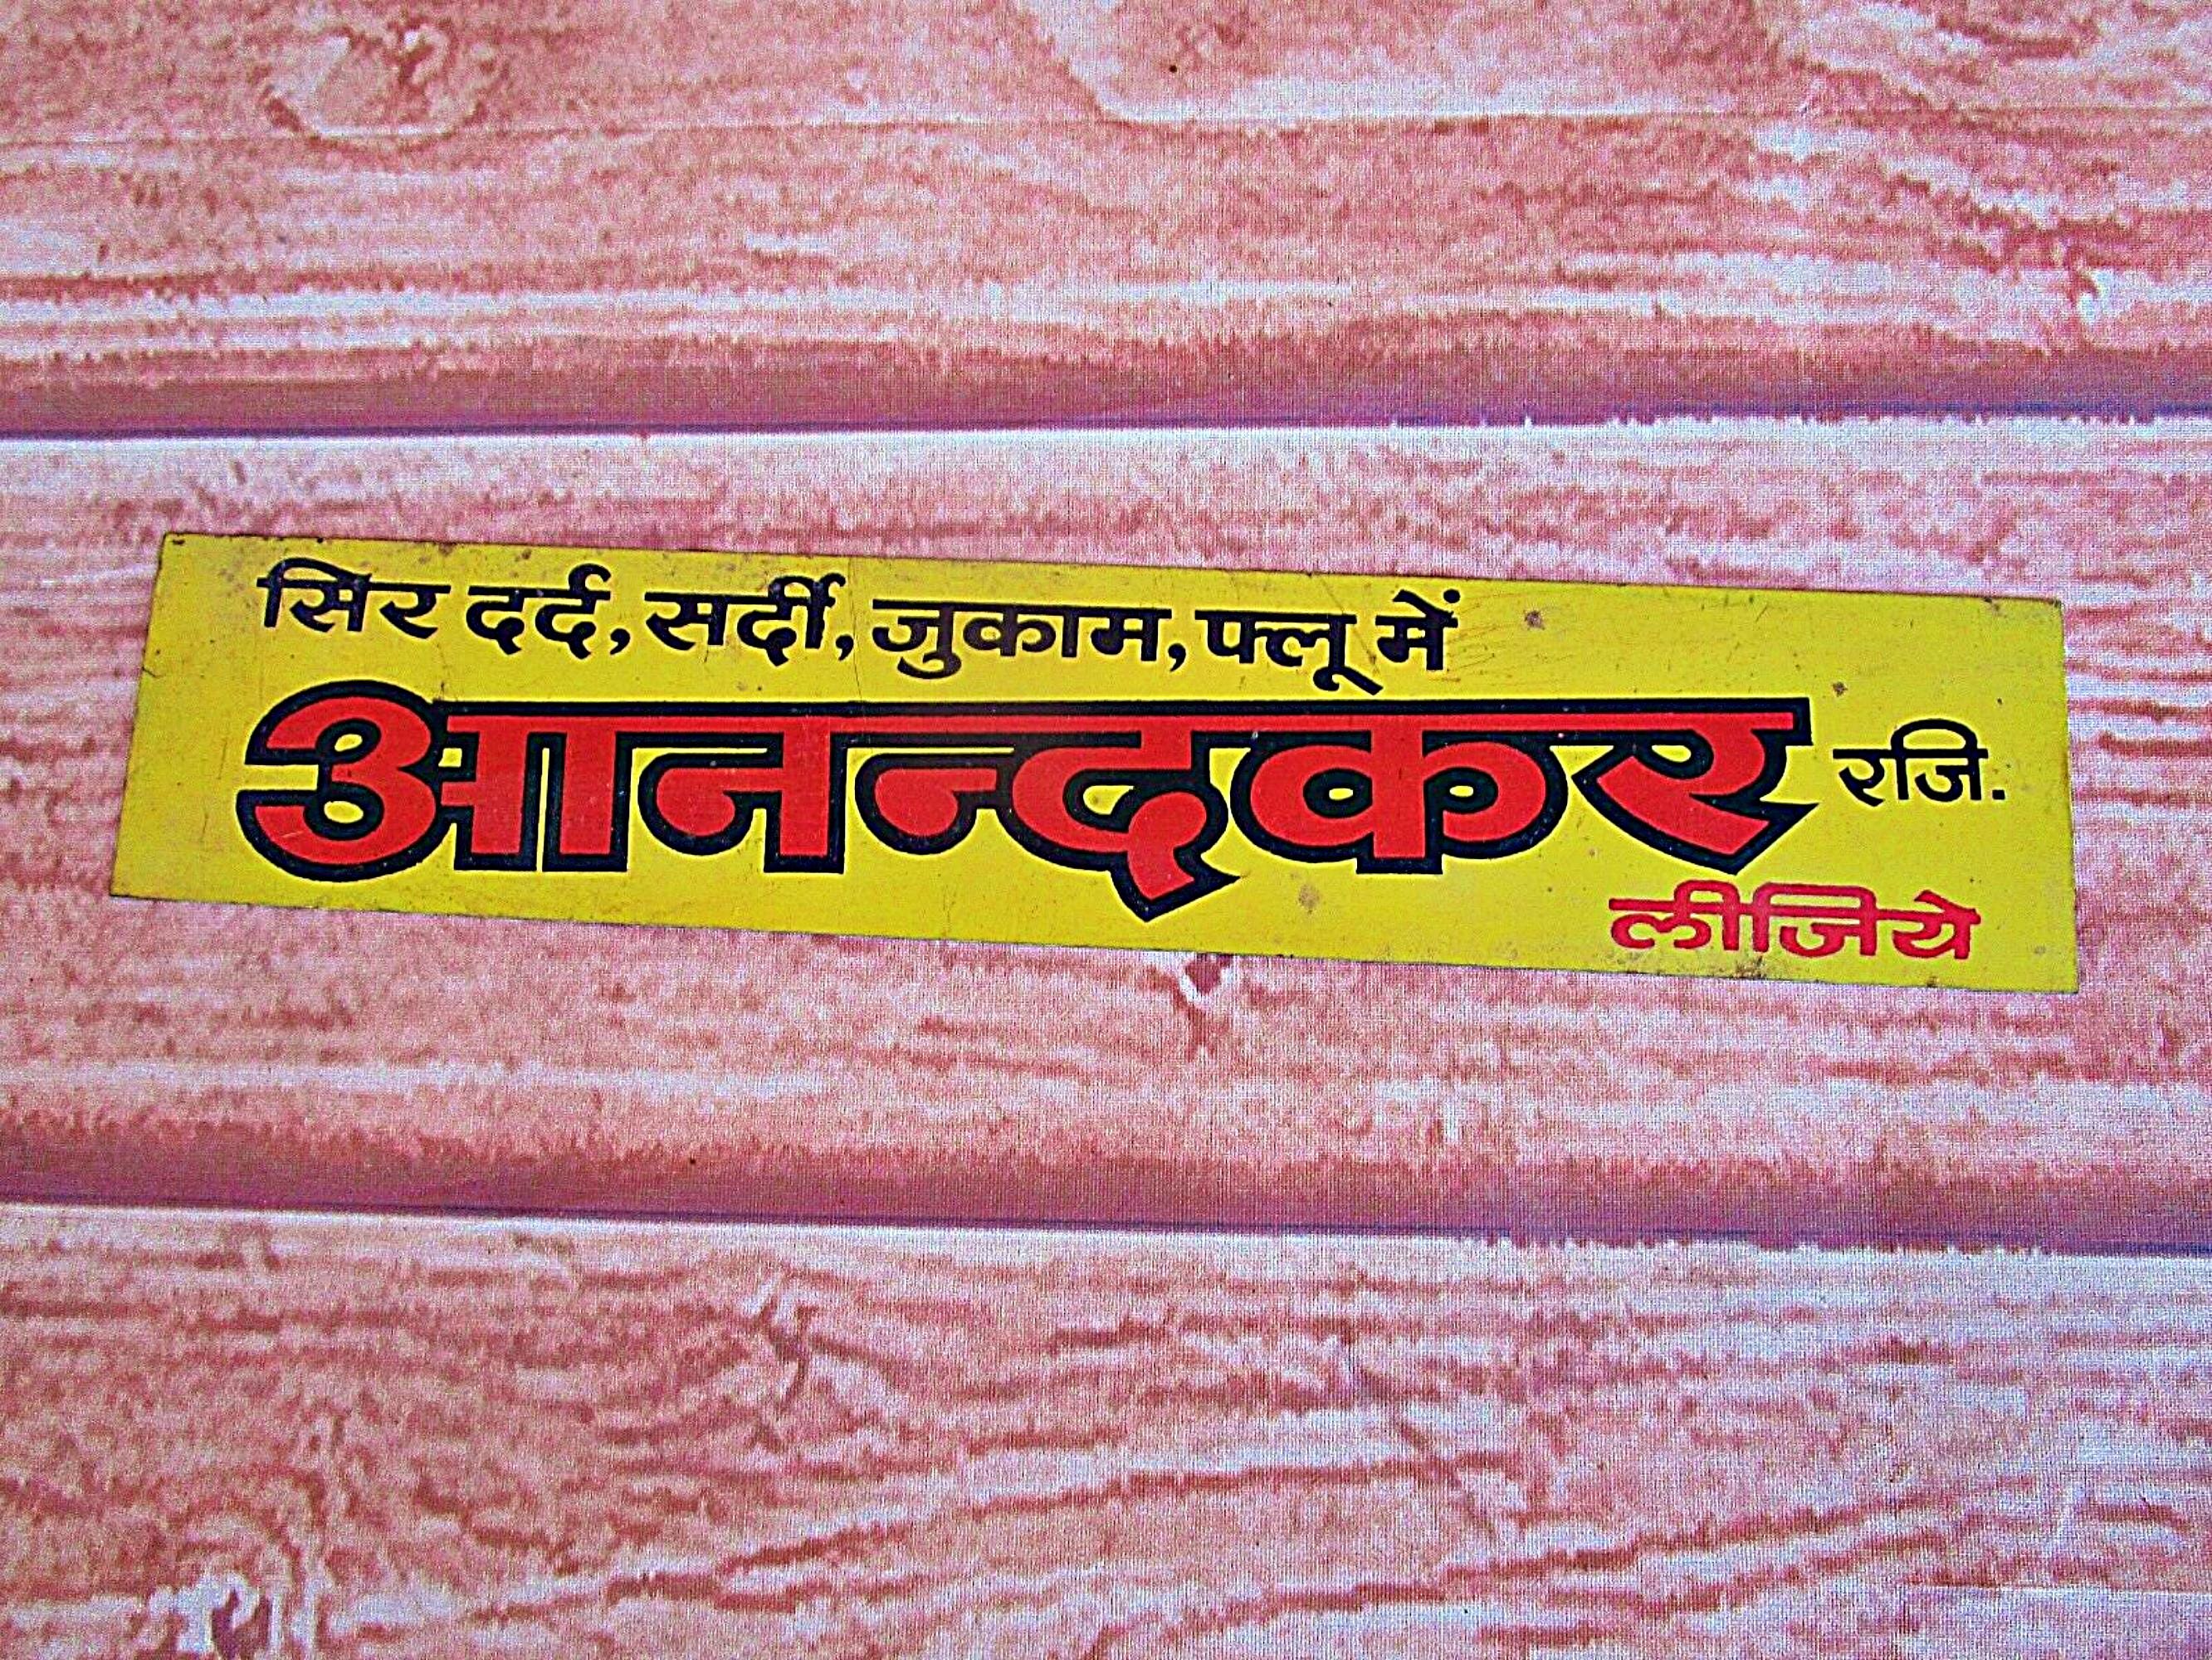 सिर दर्द, सर्दी, जुकाम, फ्लू में
आनन्दकर रजि.
लीजिये